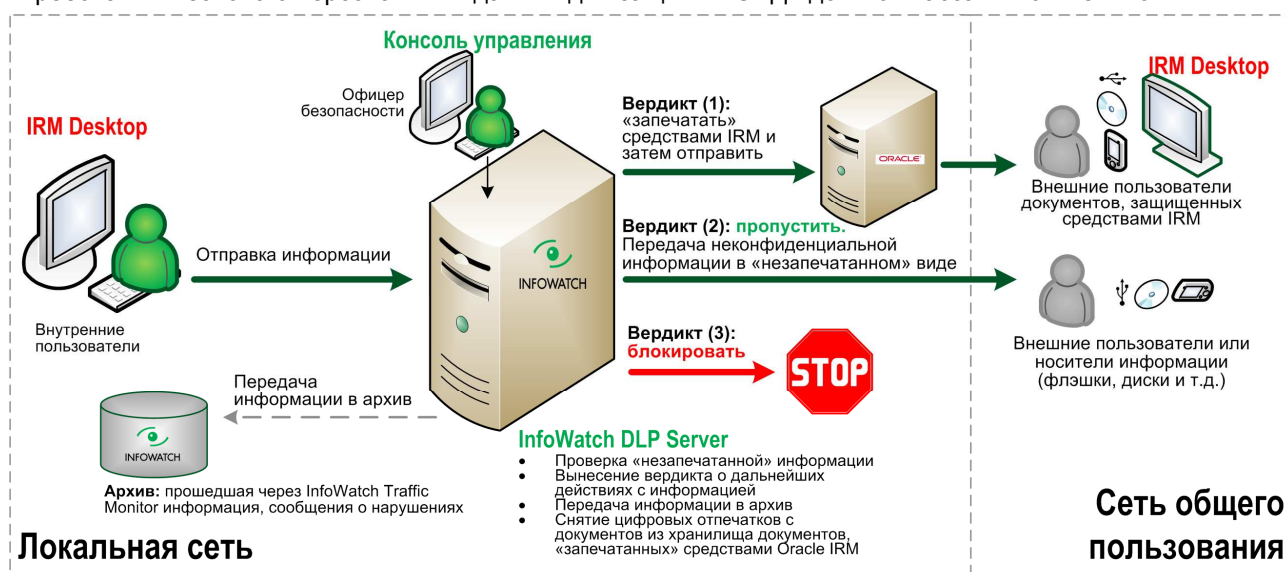 Консоль управления
Офицер
безопасности
IRM Desktop
Отправка информации
Внутренние
пользователи
INFOWATCH
Вердикт (1):
«запечатать»
средствами IRM и
затем отправить
ORACLE
IRM Desktop
Внешние пользователи
документов, защищенных
средствами IRM
Вердикт (2): пропустить.
Передача неконфиденциальной
информации в «незапечатанном» виде
Внешние пользователи или
носители информации
(флэшки, диски и т.д.)
Вердикт (3):
блокировать
STOP
Передача
информации в архив
INFOWATCH
Архив: прошедшая через InfoWatch Traffic
Monitor информация, сообщения о нарушениях
InfoWatch DLP Server
• Проверка «незапечатанной» информации
• Вынесение вердикта о дальнейших
действиях с информацией
• Передача информации в архив
• Снятие цифровых отпечатков с
документов из хранилища документов,
«запечатанных» средствами Oracle IRM
Локальная сеть
Сеть общего
пользования